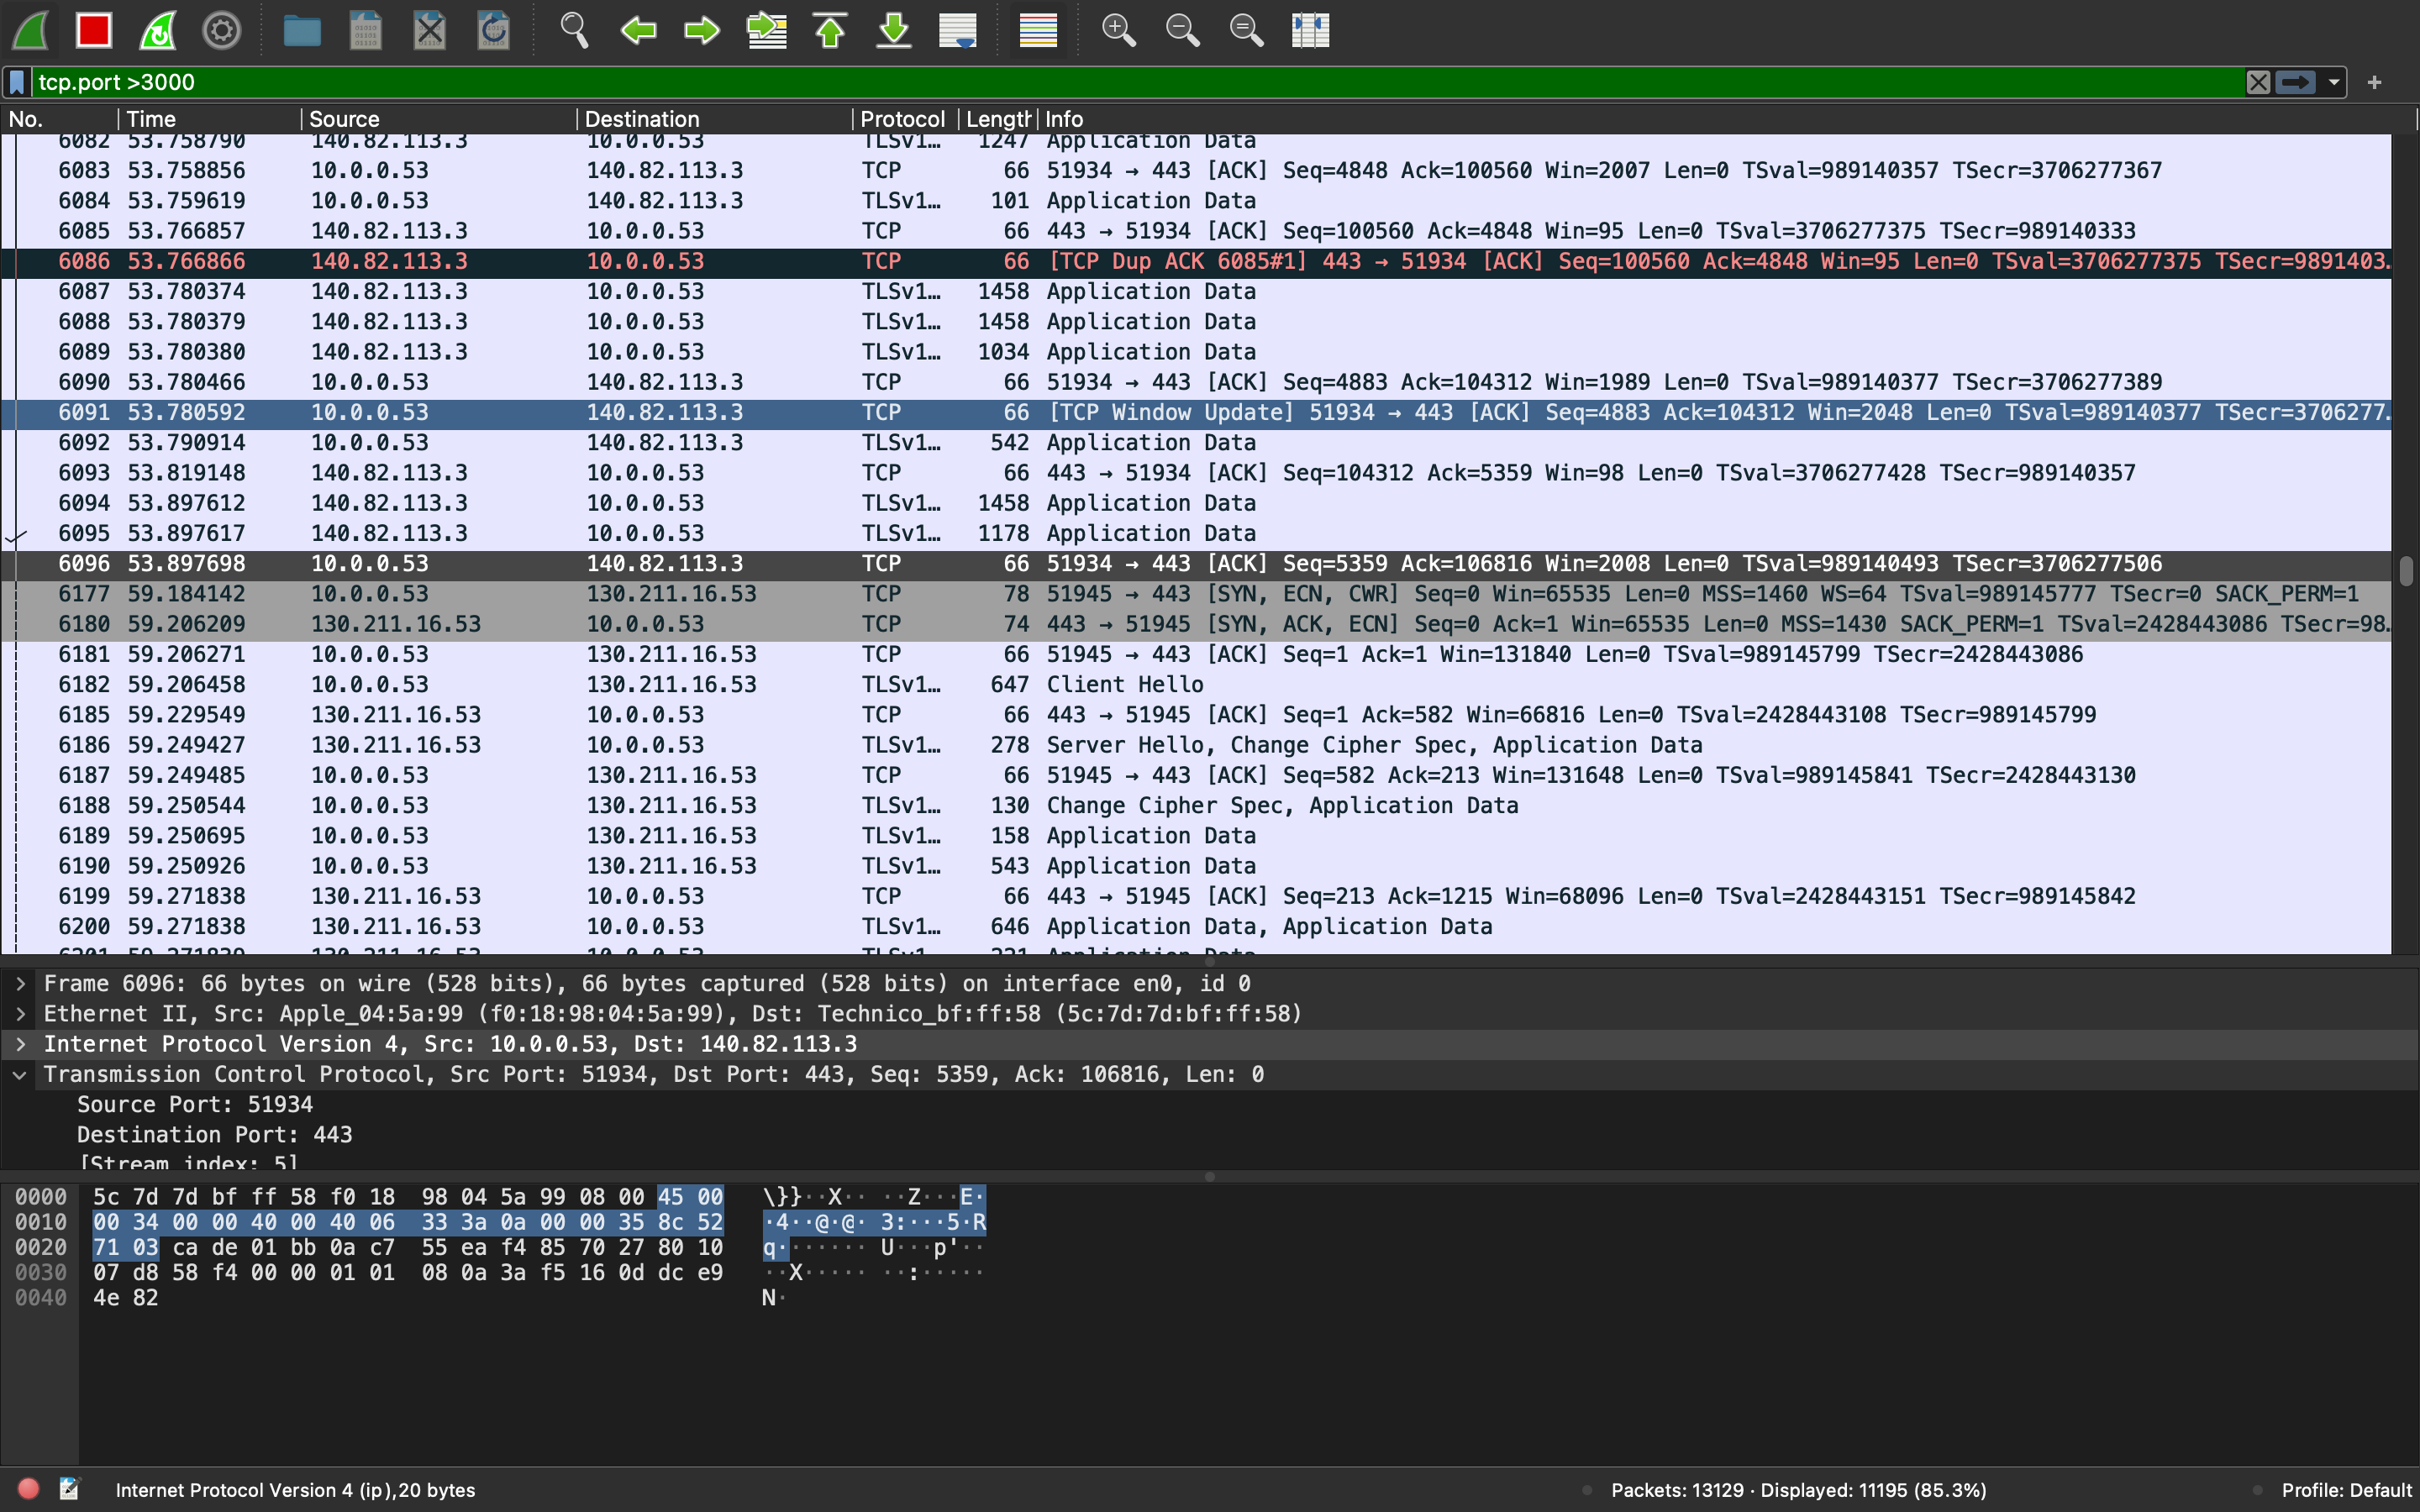 tcp.port >3000
No. Time Source Destination Protocol Length Info
6082 53.758790 140.82.113.3 10.0.0.53 TLSv1… 1247 Application Data
6083 53.758856 10.0.0.53 140.82.113.3 TCP 66 51934 → 443 [ACK] Seq=4848 Ack=100560 Win=2007 Len=0 TSval=989140357 TSecr=3706277367
6084 53.759619 10.0.0.53 140.82.113.3 TLSv1… 101 Application Data
6085 53.766857 140.82.113.3 10.0.0.53 TCP 66 443 → 51934 [ACK] Seq=100560 Ack=4848 Win=95 Len=0 TSval=3706277375 TSecr=989140333
6086 53.766866 140.82.113.3 10.0.0.53 TCP 66 [TCP Dup ACK 6085#1] 443 → 51934 [ACK] Seq=100560 Ack=4848 Win=95 Len=0 TSval=3706277375 TSecr=9891403…
6087 53.780374 140.82.113.3 10.0.0.53 TLSv1… 1458 Application Data
6088 53.780379 140.82.113.3 10.0.0.53 TLSv1… 1458 Application Data
6089 53.780380 140.82.113.3 10.0.0.53 TLSv1… 1034 Application Data
6090 53.780466 10.0.0.53 140.82.113.3 TCP 66 51934 → 443 [ACK] Seq=4883 Ack=104312 Win=1989 Len=0 TSval=989140377 TSecr=3706277389
6091 53.780592 10.0.0.53 140.82.113.3 TCP 66 [TCP Window Update] 51934 → 443 [ACK] Seq=4883 Ack=104312 Win=2048 Len=0 TSval=989140377 TSecr=3706277…
6092 53.790914 10.0.0.53 140.82.113.3 TLSv1… 542 Application Data
6093 53.819148 140.82.113.3 10.0.0.53 TCP 66 443 → 51934 [ACK] Seq=104312 Ack=5359 Win=98 Len=0 TSval=3706277428 TSecr=989140357
6094 53.897612 140.82.113.3 10.0.0.53 TLSv1… 1458 Application Data
6095 53.897617 140.82.113.3 10.0.0.53 TLSv1… 1178 Application Data
6096 53.897698 10.0.0.53 140.82.113.3 TCP 66 51934 → 443 [ACK] Seq=5359 Ack=106816 Win=2008 Len=0 TSval=989140493 TSecr=3706277506
6177 59.184142 10.0.0.53 130.211.16.53 TCP 78 51945 → 443 [SYN, ECN, CWR] Seq=0 Win=65535 Len=0 MSS=1460 WS=64 TSval=989145777 TSecr=0 SACK_PERM=1
6180 59.206209 130.211.16.53 10.0.0.53 TCP 74 443 → 51945 [SYN, ACK, ECN] Seq=0 Ack=1 Win=65535 Len=0 MSS=1430 SACK_PERM=1 TSval=2428443086 TSecr=98…
6181 59.206271 10.0.0.53 130.211.16.53 TCP 66 51945 → 443 [ACK] Seq=1 Ack=1 Win=131840 Len=0 TSval=989145799 TSecr=2428443086
6182 59.206458 10.0.0.53 130.211.16.53 TLSv1… 647 Client Hello
6185 59.229549 130.211.16.53 10.0.0.53 TCP 66 443 → 51945 [ACK] Seq=1 Ack=582 Win=66816 Len=0 TSval=2428443108 TSecr=989145799
6186 59.249427 130.211.16.53 10.0.0.53 TLSv1… 278 Server Hello, Change Cipher Spec, Application Data
6187 59.249485 10.0.0.53 130.211.16.53 TCP 66 51945 → 443 [ACK] Seq=582 Ack=213 Win=131648 Len=0 TSval=989145841 TSecr=2428443130
6188 59.250544 10.0.0.53 130.211.16.53 TLSv1… 130 Change Cipher Spec, Application Data
6189 59.250695 10.0.0.53 130.211.16.53 TLSv1… 158 Application Data
6190 59.250926 10.0.0.53 130.211.16.53 TLSv1… 543 Application Data
6199 59.271838 130.211.16.53 10.0.0.53 TCP 66 443 → 51945 [ACK] Seq=213 Ack=1215 Win=68096 Len=0 TSval=2428443151 TSecr=989145842
6200 59.271838 130.211.16.53 10.0.0.53 TLSv1… 646 Application Data, Application Data
Frame 6096: 66 bytes on wire (528 bits), 66 bytes captured (528 bits) on interface en0, id 0
Ethernet II, Src: Apple_04:5a:99 (f0:18:98:04:5a:99), Dst: Technico_bf:ff:58 (5c:7d:7d:bf:ff:58)
Internet Protocol Version 4, Src: 10.0.0.53, Dst: 140.82.113.3
Transmission Control Protocol, Src Port: 51934, Dst Port: 443, Seq: 5359, Ack: 106816, Len: 0
Source Port: 51934
Destination Port: 443
[Stream index: 5]
0000 5c 7d 7d bf ff 58 f0 18 98 04 5a 99 08 00 45 00 \}}··X·· ··Z···E·
0010 00 34 00 00 40 00 40 06 33 3a 0a 00 00 35 8c 52 ·4··@·@· 3:···5·R
0020 71 03 ca de 01 bb 0a c7 55 ea f4 85 70 27 80 10 q······· U···p'··
0030 07 d8 58 f4 00 00 01 01 08 0a 3a f5 16 0d dc e9 ··X····· ··:·····
0040 4e 82 N·
Internet Protocol Version 4 (ip), 20 bytes Packets: 13129 · Displayed: 11195 (85.3%) Profile: Default